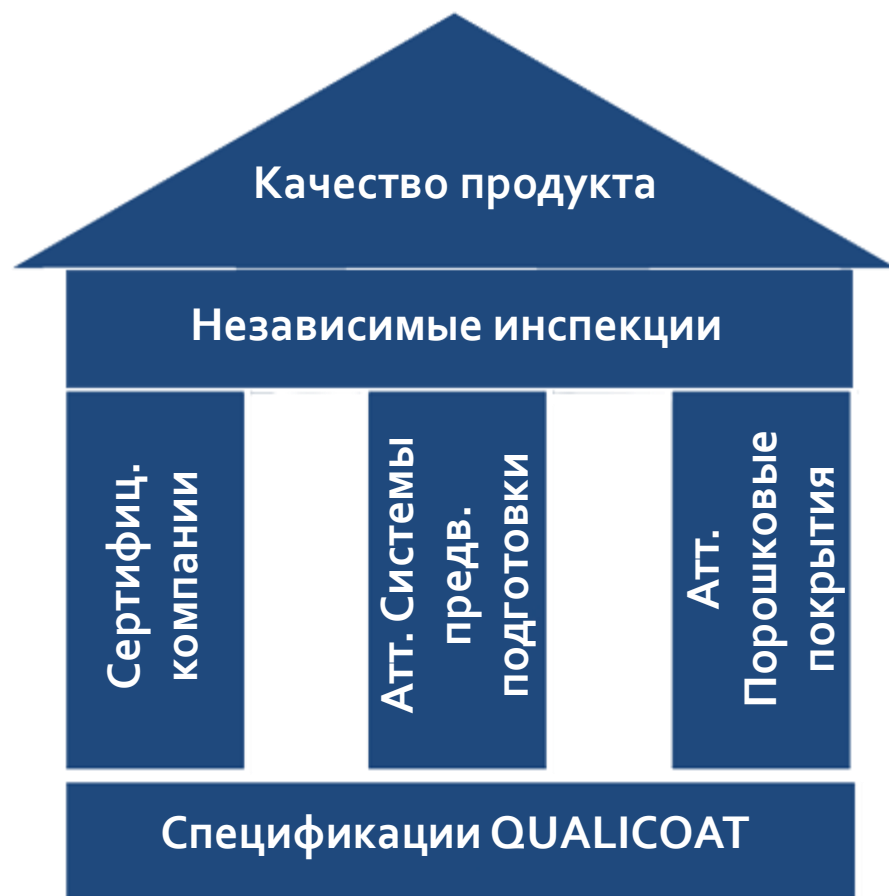 Качество продукта
Независимые инспекции
Сертифиц.
компании
Атт. Системы
предв.
подготовки
Атт.
Порошковые
покрытия
Спецификации QUALICOAT